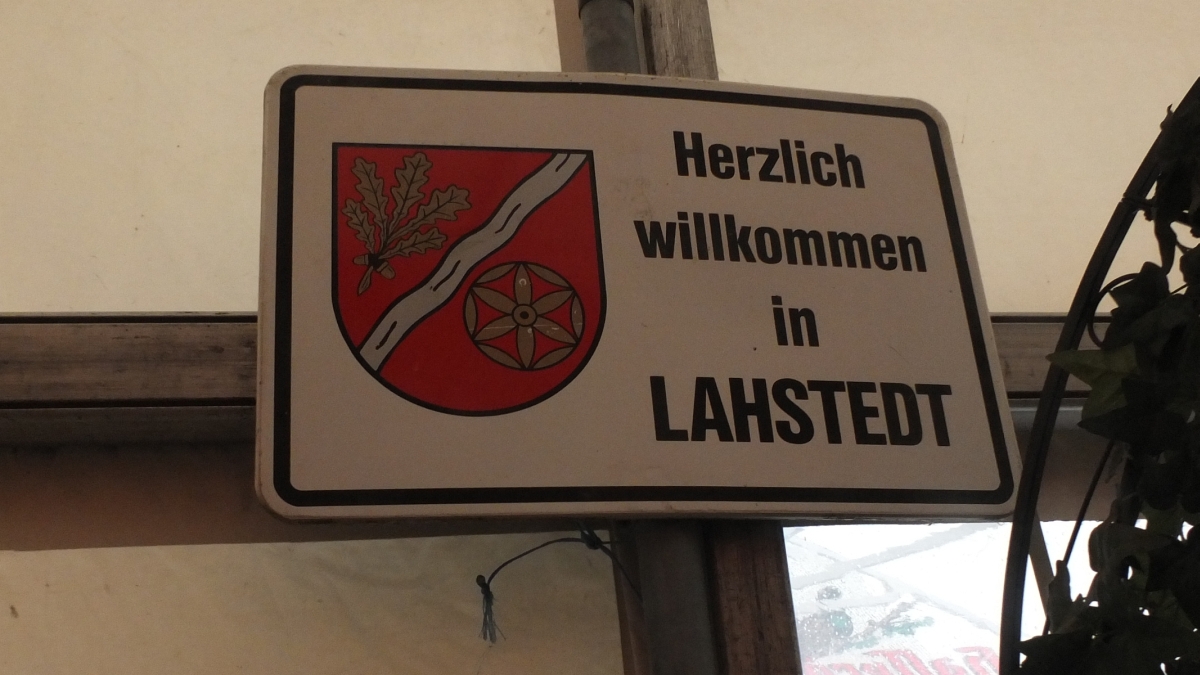 Herzlich
willkommen
in
LAHSTEDT